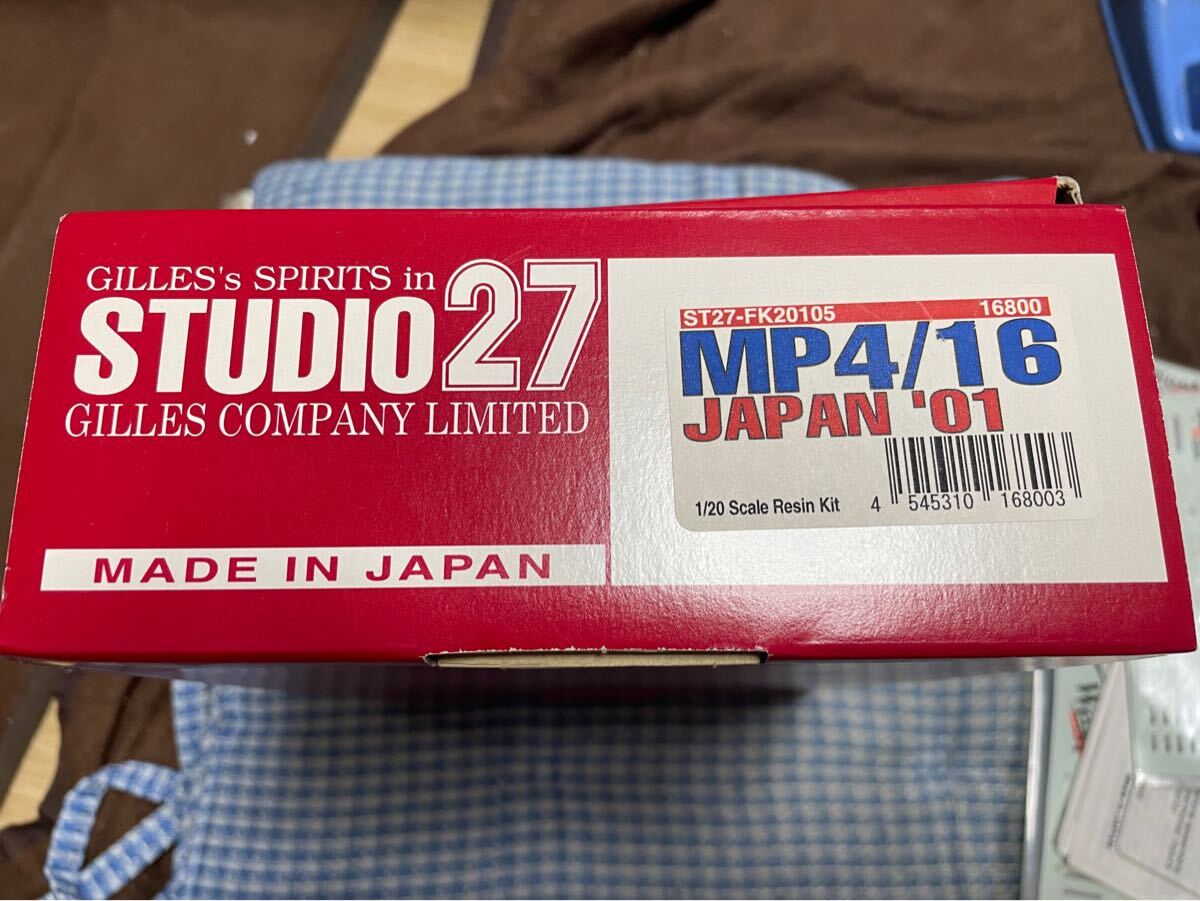 GILLES's SPIRITS in
STUDIO27
GILLES COMPANY LIMITED
MADE IN JAPAN
ST27-FK20105 16800
MP4/16
JAPAN '01
1/20 Scale Resin Kit
4 545310 168003